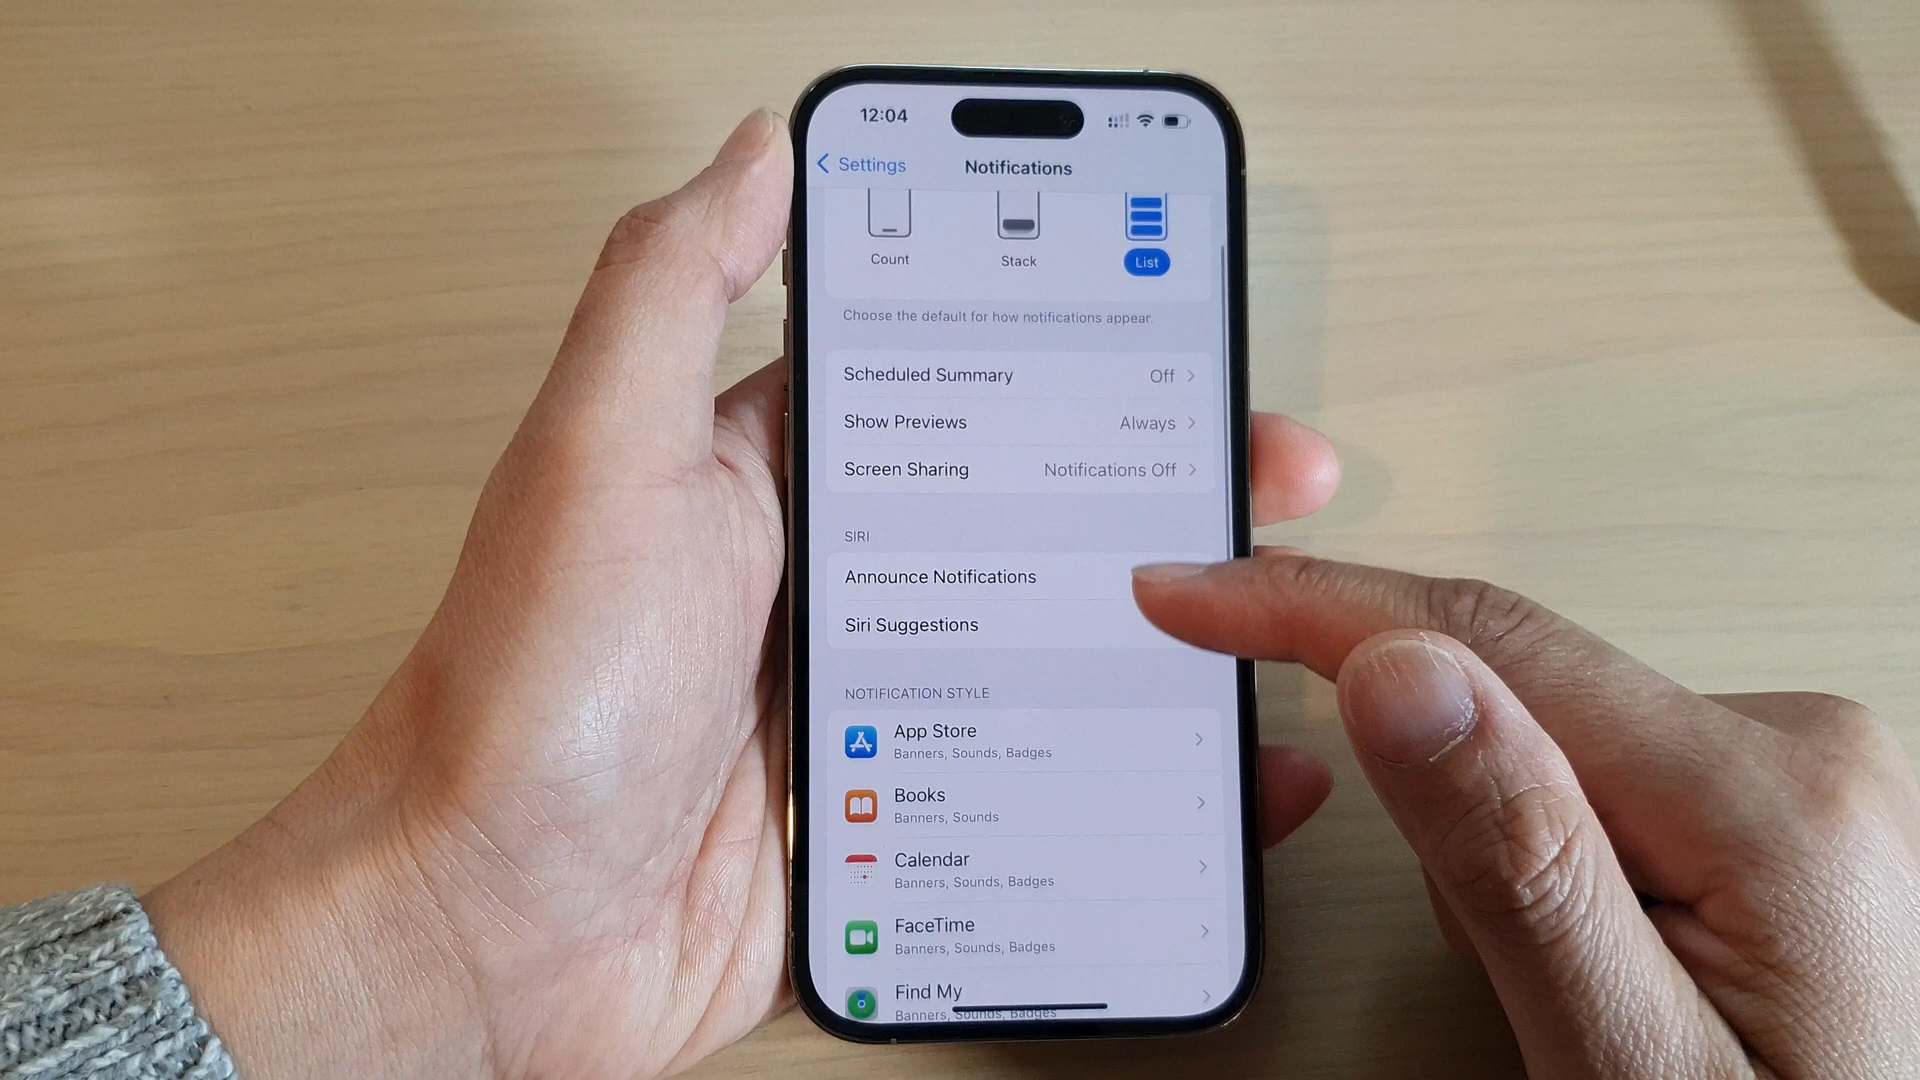 12:04
Settings
Notifications
Count
Stack
List
Choose the default for how notifications appear.
Scheduled Summary Off
Show Previews Always
Screen Sharing Notifications Off
SIRI
Announce Notifications
Siri Suggestions
NOTIFICATION STYLE
App Store
Banners, Sounds, Badges
Books
Banners, Sounds
Calendar
Banners, Sounds, Badges
FaceTime
Banners, Sounds, Badges
Find My
Banners, Sounds, Badges